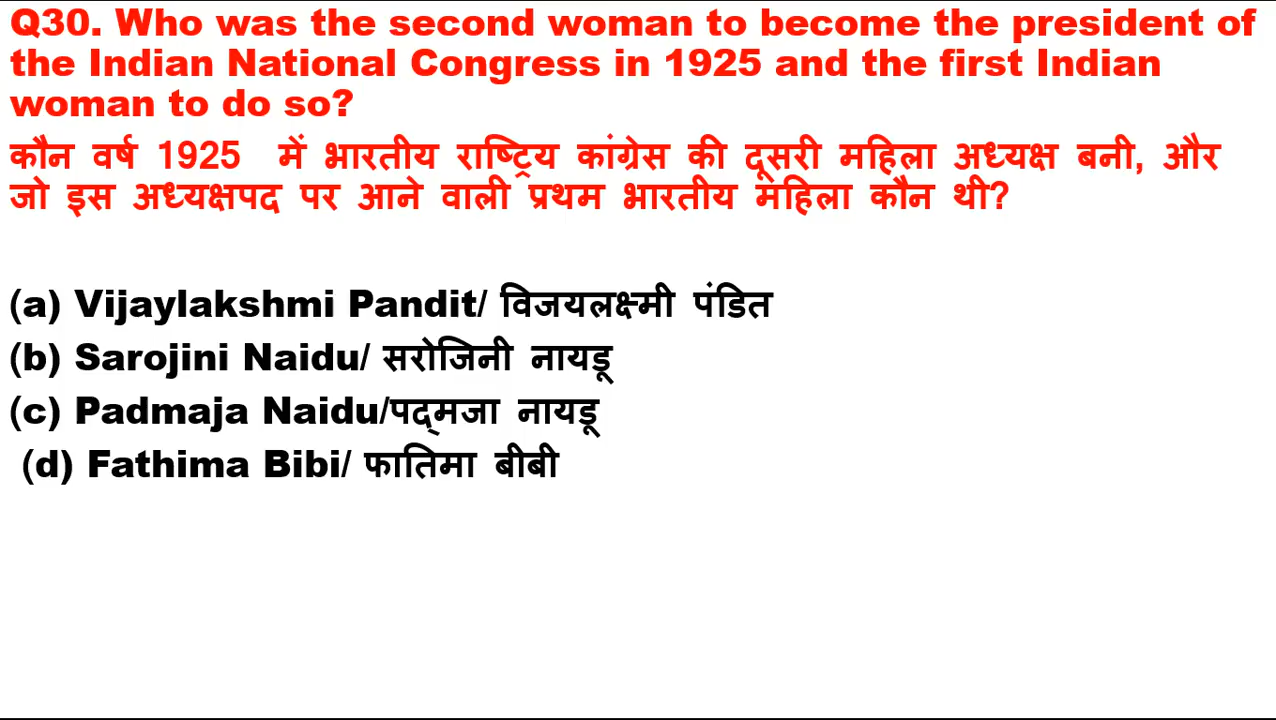 Q30. Who was the second woman to become the president of
the Indian National Congress in 1925 and the first Indian
woman to do so?
कौन वर्ष 1925 में भारतीय राष्ट्रिय कांग्रेस की दूसरी महिला अध्यक्ष बनी, और
जो इस अध्यक्षपद पर आने वाली प्रथम भारतीय महिला कौन थी?
(a) Vijaylakshmi Pandit/ विजयलक्ष्मी पंडित
(b) Sarojini Naidu/ सरोजिनी नायडू
(c) Padmaja Naidu/पद्मजा नायडू
(d) Fathima Bibi/ फातिमा बीबी